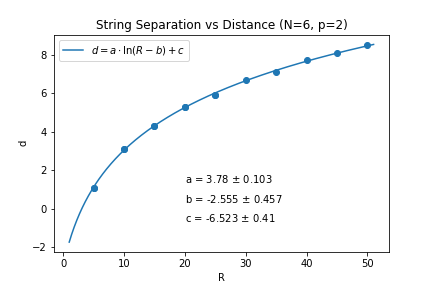 String Separation vs Distance (N=6, p=2)
d = a · ln(R − b) + c
8
6
4
2
0
−2
d
a = 3.78 ± 0.103
b = -2.555 ± 0.457
c = -6.523 ± 0.41
0 10 20 30 40 50
R